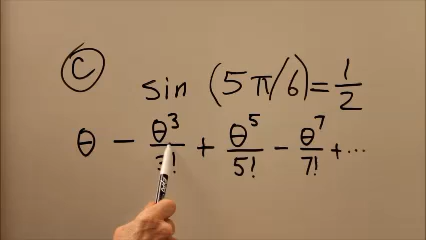 C
sin (5π/6) = 1/2
θ - θ³/3! + θ⁵/5! - θ⁷/7! + ...